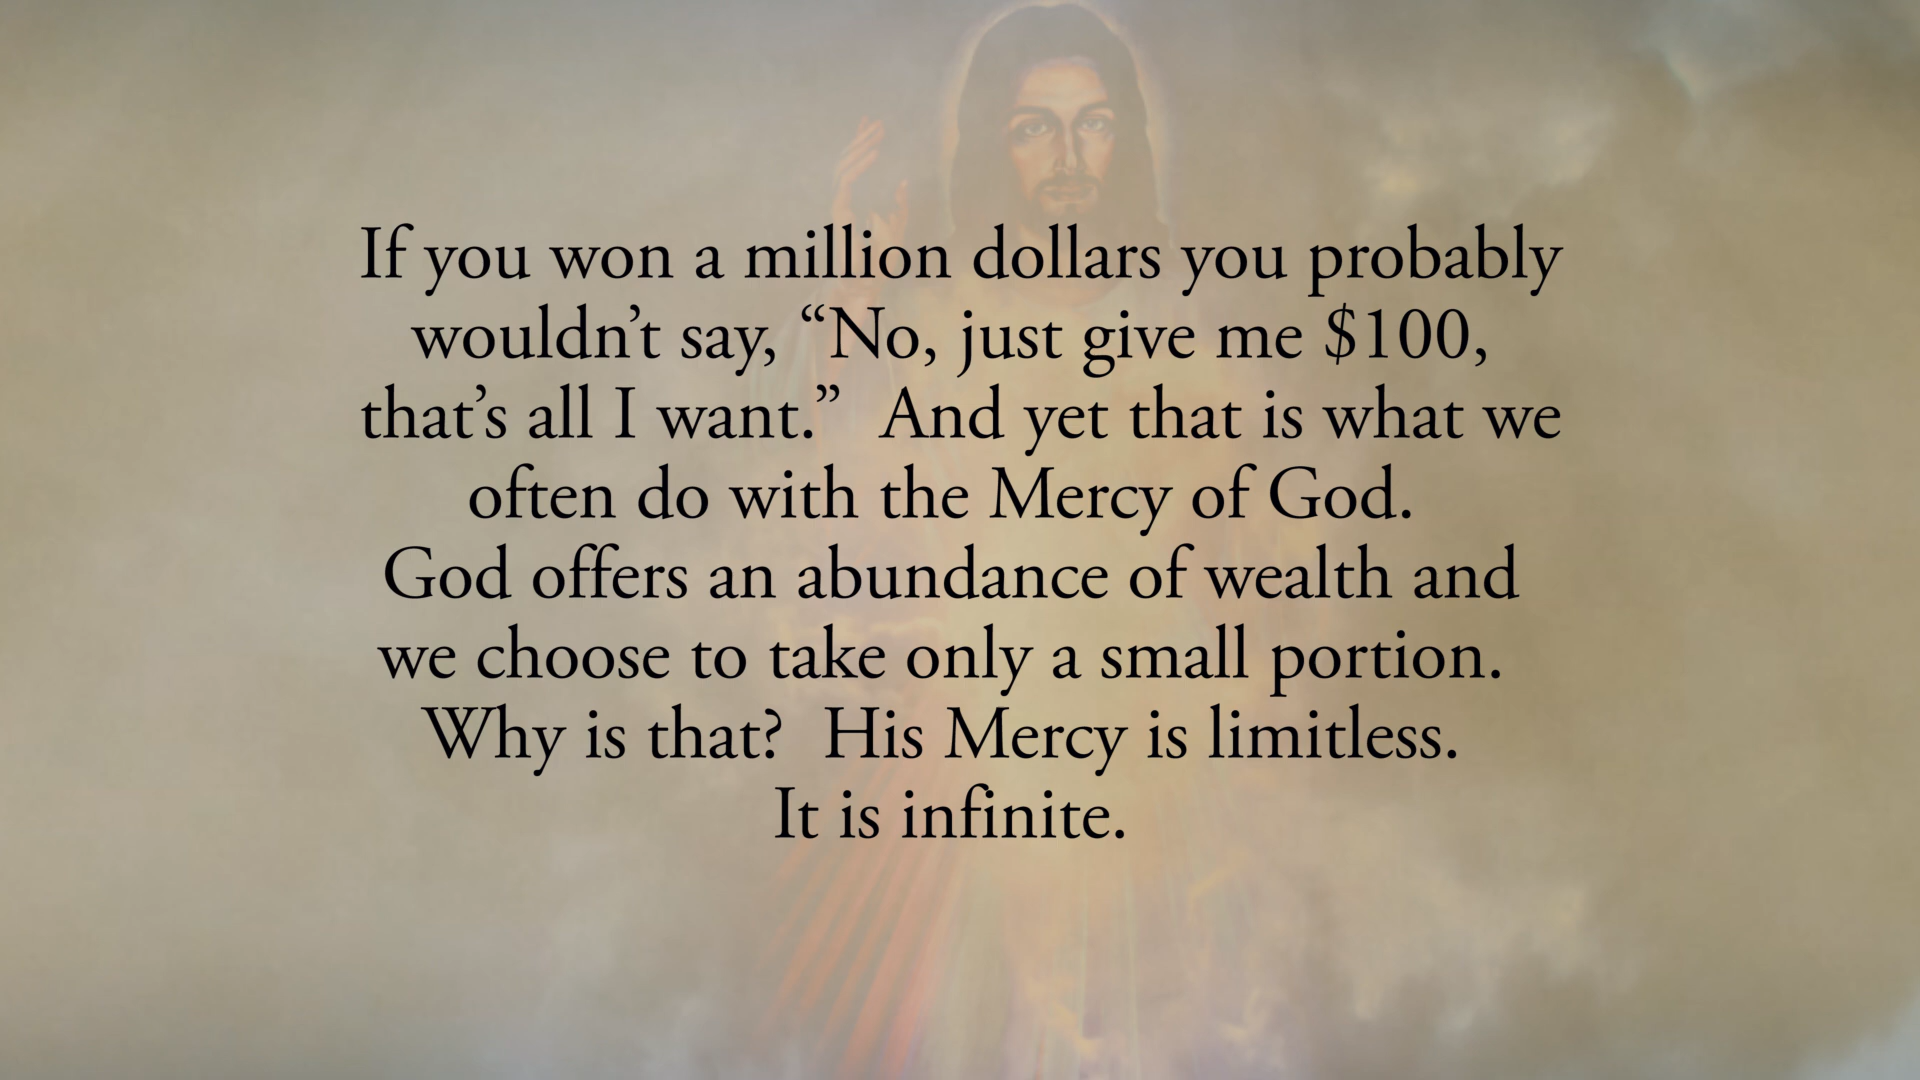 If you won a million dollars you probably
wouldn’t say, “No, just give me $100,
that’s all I want.”  And yet that is what we
often do with the Mercy of God.
God offers an abundance of wealth and
we choose to take only a small portion.
Why is that?  His Mercy is limitless.
It is infinite.